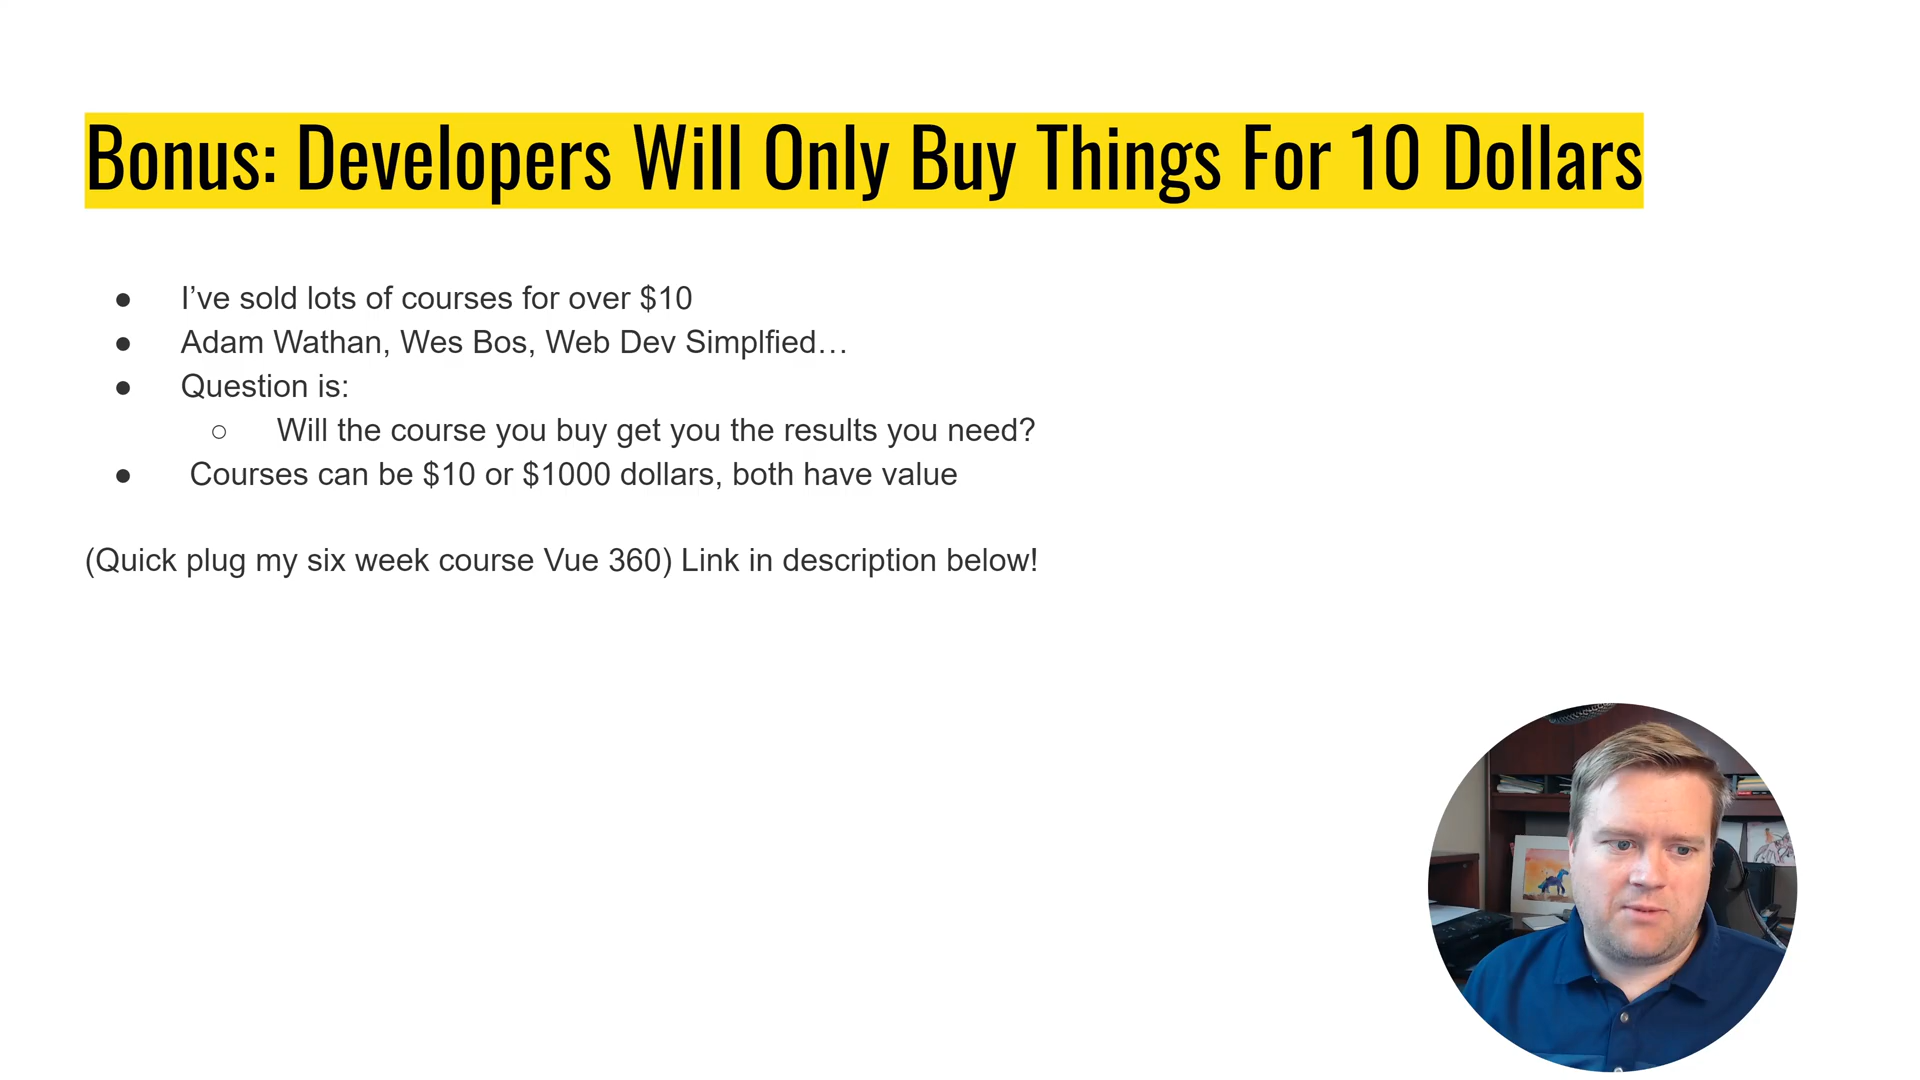 Bonus: Developers Will Only Buy Things For 10 Dollars
● I’ve sold lots of courses for over $10
● Adam Wathan, Wes Bos, Web Dev Simplfied…
● Question is:
○ Will the course you buy get you the results you need?
● Courses can be $10 or $1000 dollars, both have value
(Quick plug my six week course Vue 360) Link in description below!